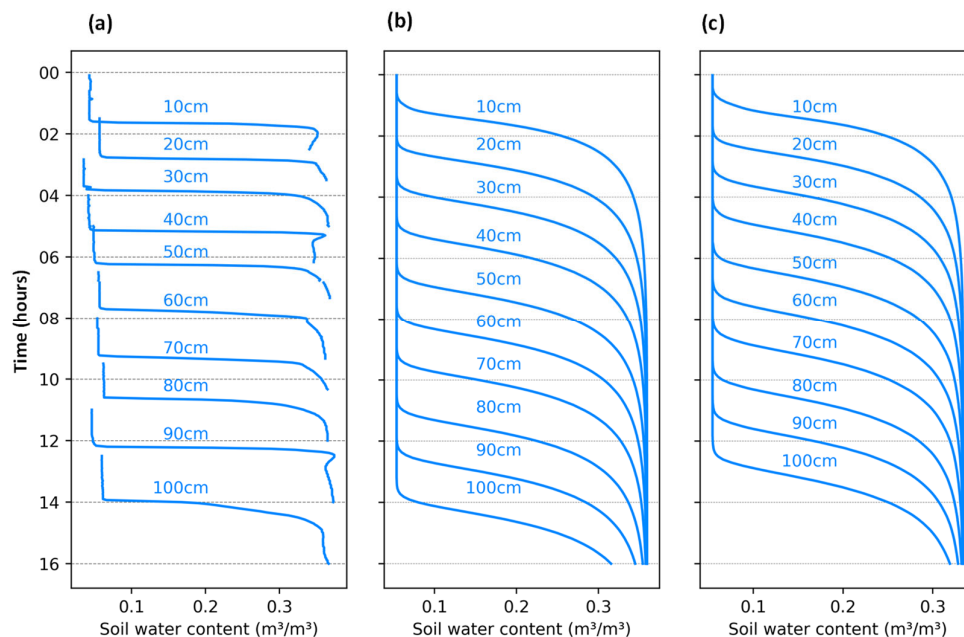 (a)
(b)
(c)
Time (hours)
00
02
04
06
08
10
12
14
16
10cm
20cm
30cm
40cm
50cm
60cm
70cm
80cm
90cm
100cm
0.1
0.2
0.3
Soil water content (m³/m³)
10cm
20cm
30cm
40cm
50cm
60cm
70cm
80cm
90cm
100cm
0.1
0.2
0.3
Soil water content (m³/m³)
10cm
20cm
30cm
40cm
50cm
60cm
70cm
80cm
90cm
100cm
0.1
0.2
0.3
Soil water content (m³/m³)